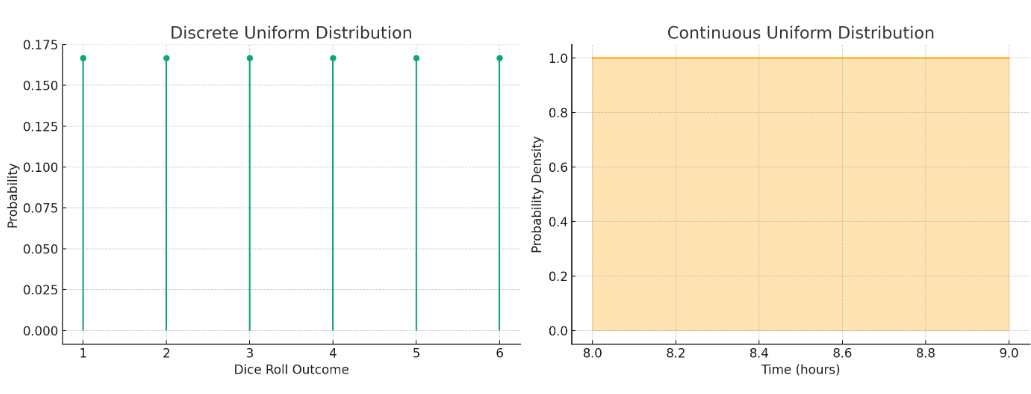 Discrete Uniform Distribution
Probability
0.175
0.150
0.125
0.100
0.075
0.050
0.025
0.000
1 2 3 4 5 6
Dice Roll Outcome
Continuous Uniform Distribution
Probability Density
1.0
0.8
0.6
0.4
0.2
0.0
8.0 8.2 8.4 8.6 8.8 9.0
Time (hours)